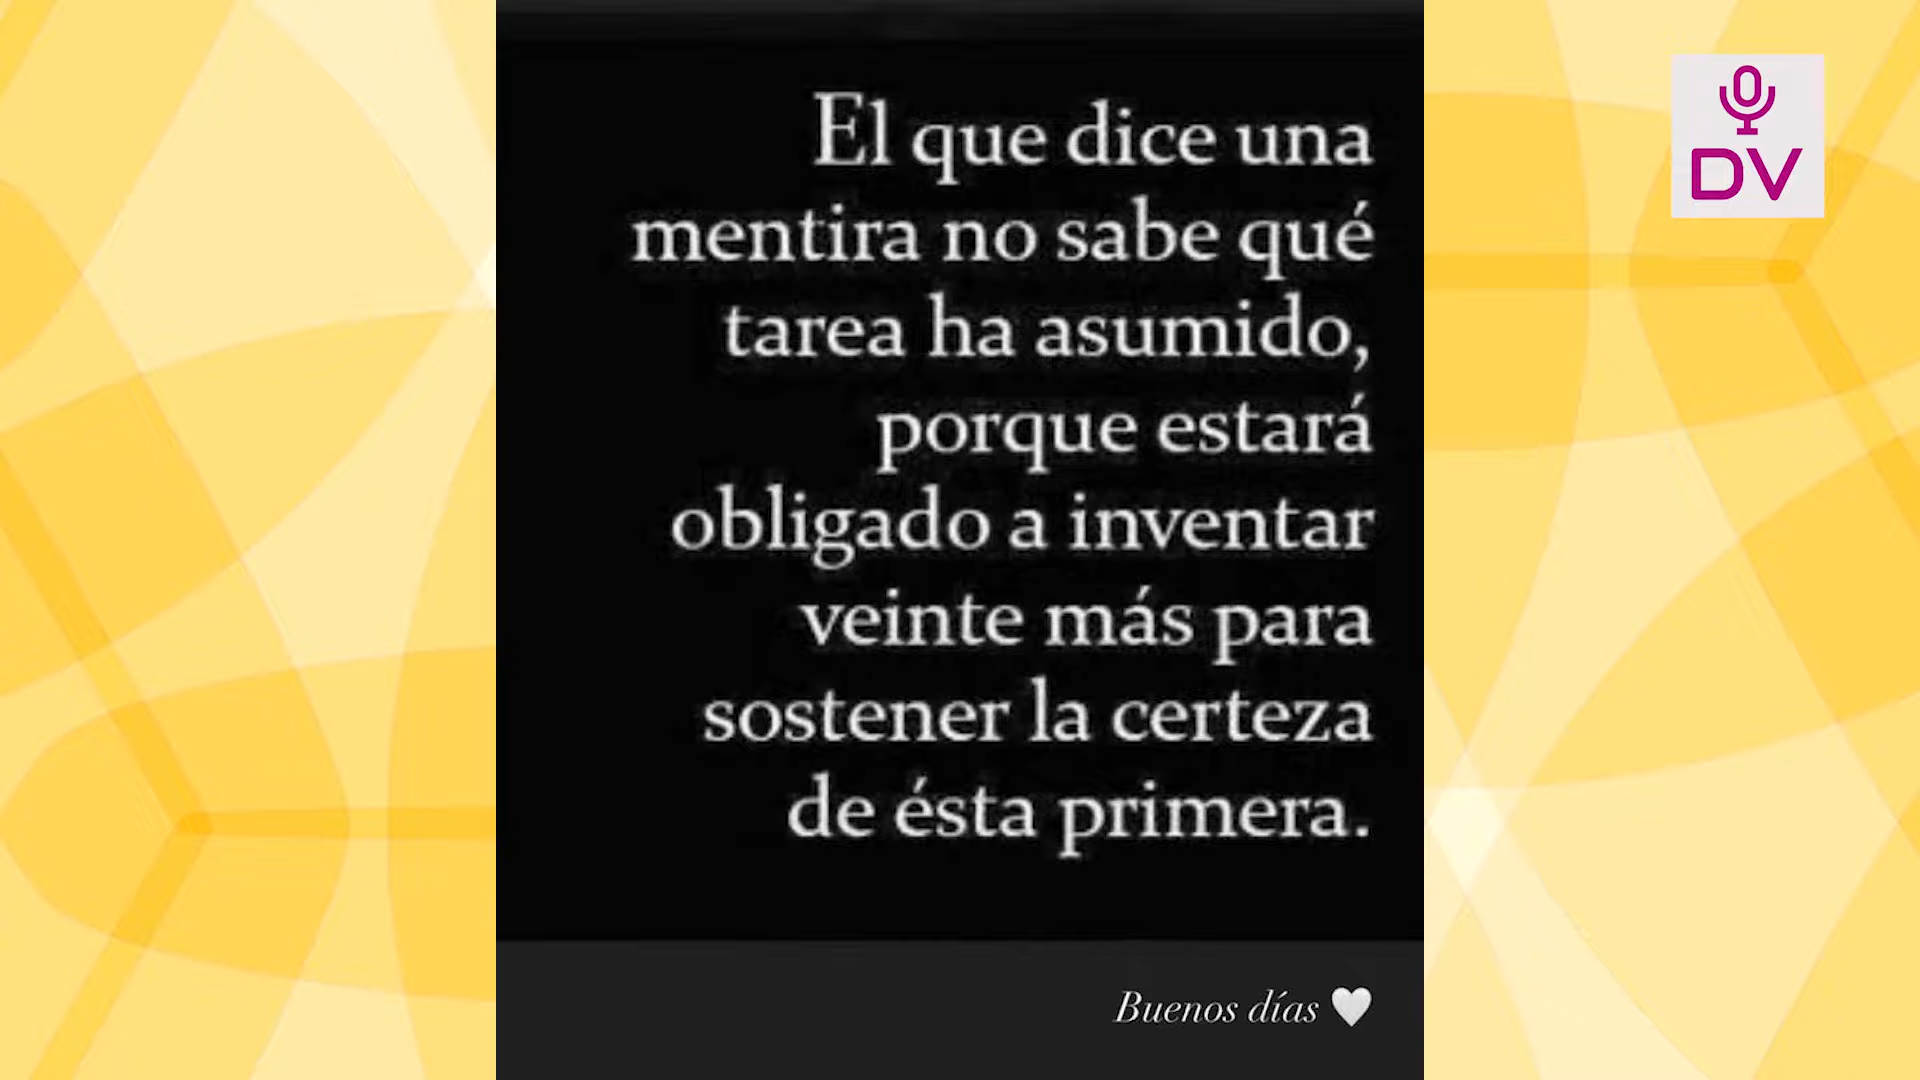 DV
El que dice una
mentira no sabe qué
tarea ha asumido,
porque estará
obligado a inventar
veinte más para
sostener la certeza
de ésta primera.
Buenos días 🤍